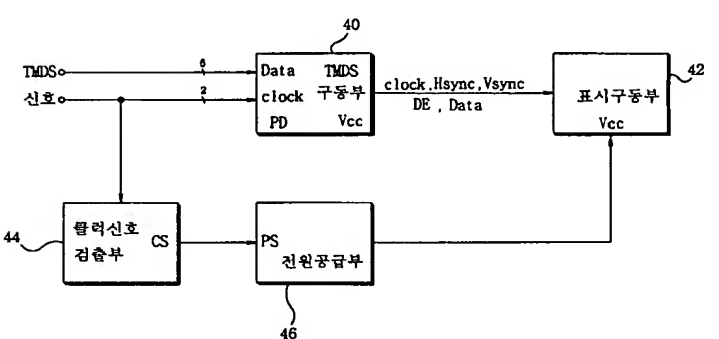 40
TMDS
6
Data
TMDS
신호
2
clock
구동부
PD
Vcc
clock,Hsync,Vsync
DE , Data
표시구동부
Vcc
42
44
클럭신호
검출부
CS
PS
전원공급부
46